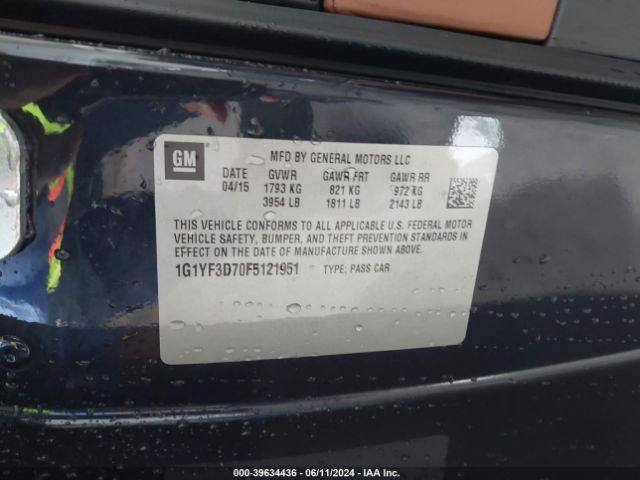 GM
MFD BY GENERAL MOTORS LLC
DATE GVWR GAWR FRT GAWR RR
04/15 1793 KG 821 KG 972 KG
3954 LB 1811 LB 2143 LB
THIS VEHICLE CONFORMS TO ALL APPLICABLE U.S. FEDERAL MOTOR
VEHICLE SAFETY, BUMPER, AND THEFT PREVENTION STANDARDS IN
EFFECT ON THE DATE OF MANUFACTURE SHOWN ABOVE.
1G1YF3D70F5121951 TYPE: PASS CAR
000-39634436 - 06/11/2024 - IAA Inc.